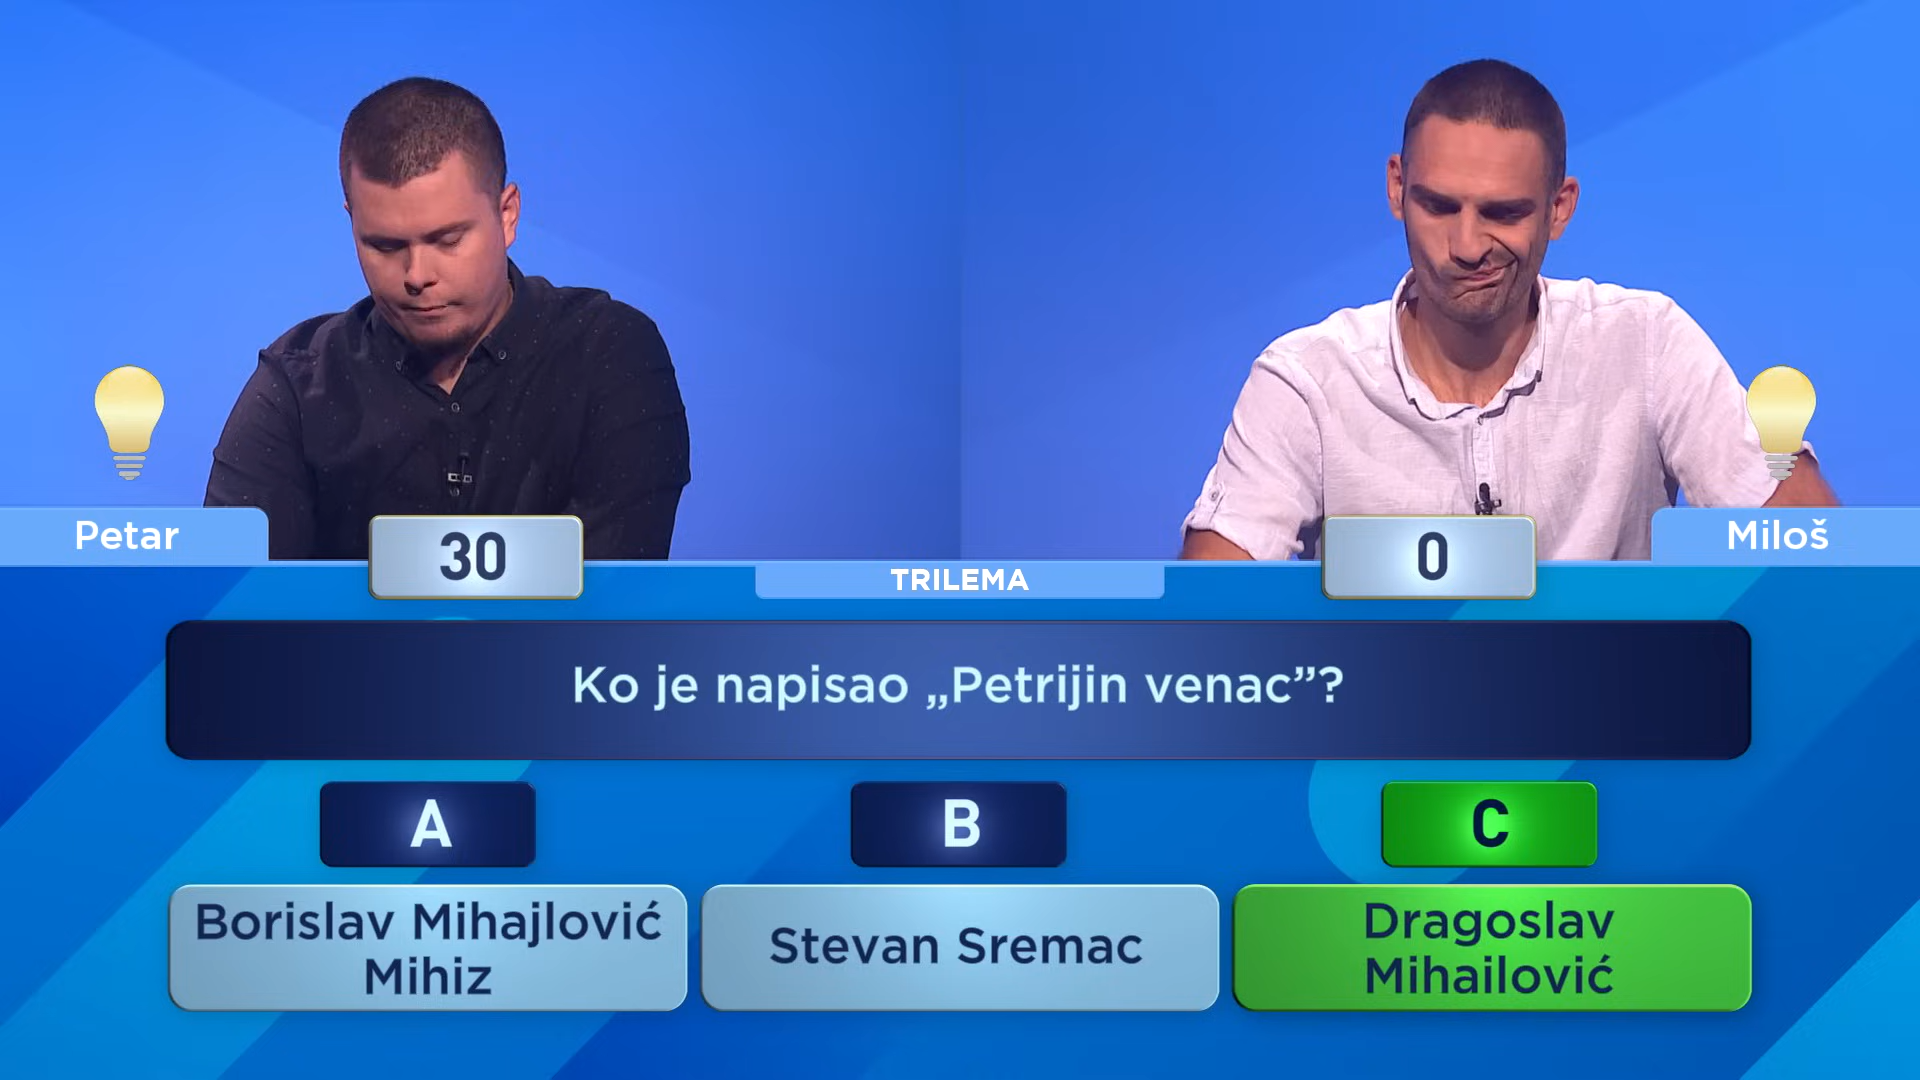 Petar
30
TRILEMA
0
Miloš
Ko je napisao „Petrijin venac”?
A
B
C
Borislav Mihajlović
Mihiz
Stevan Sremac
Dragoslav
Mihailović